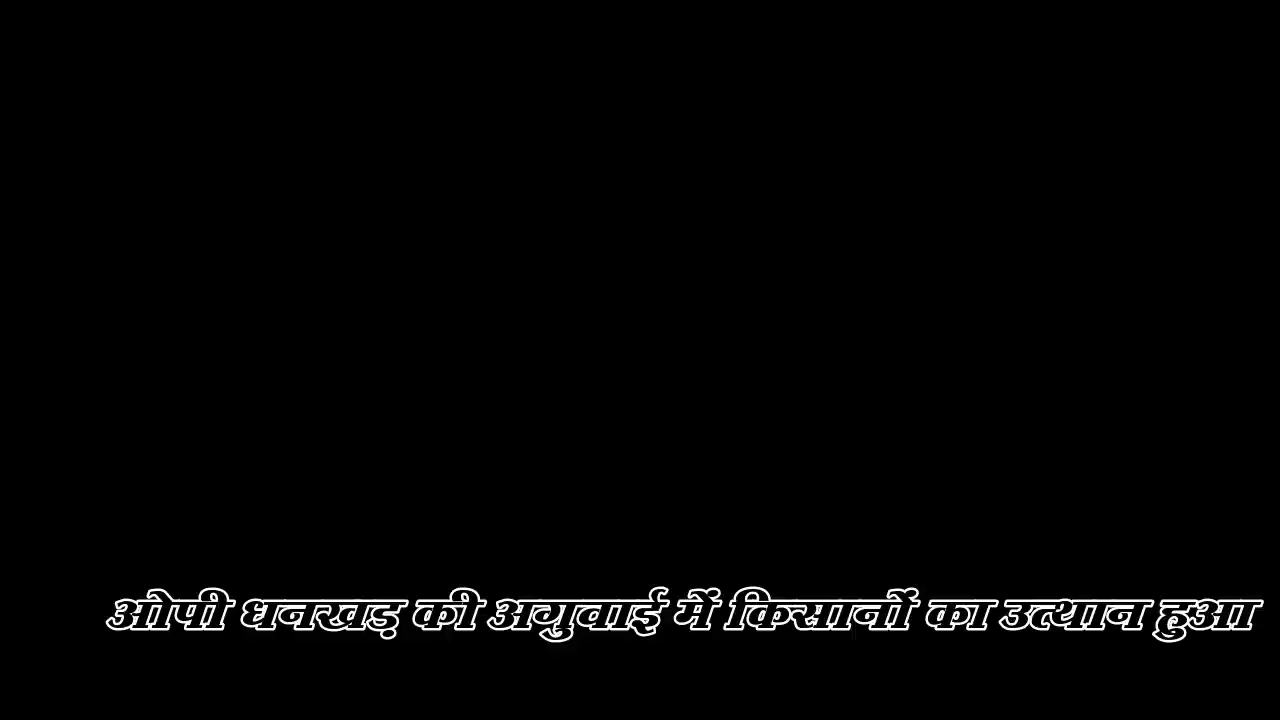 ओपी धनखड़ की अगुवाई में किसानों का उत्थान हुआ